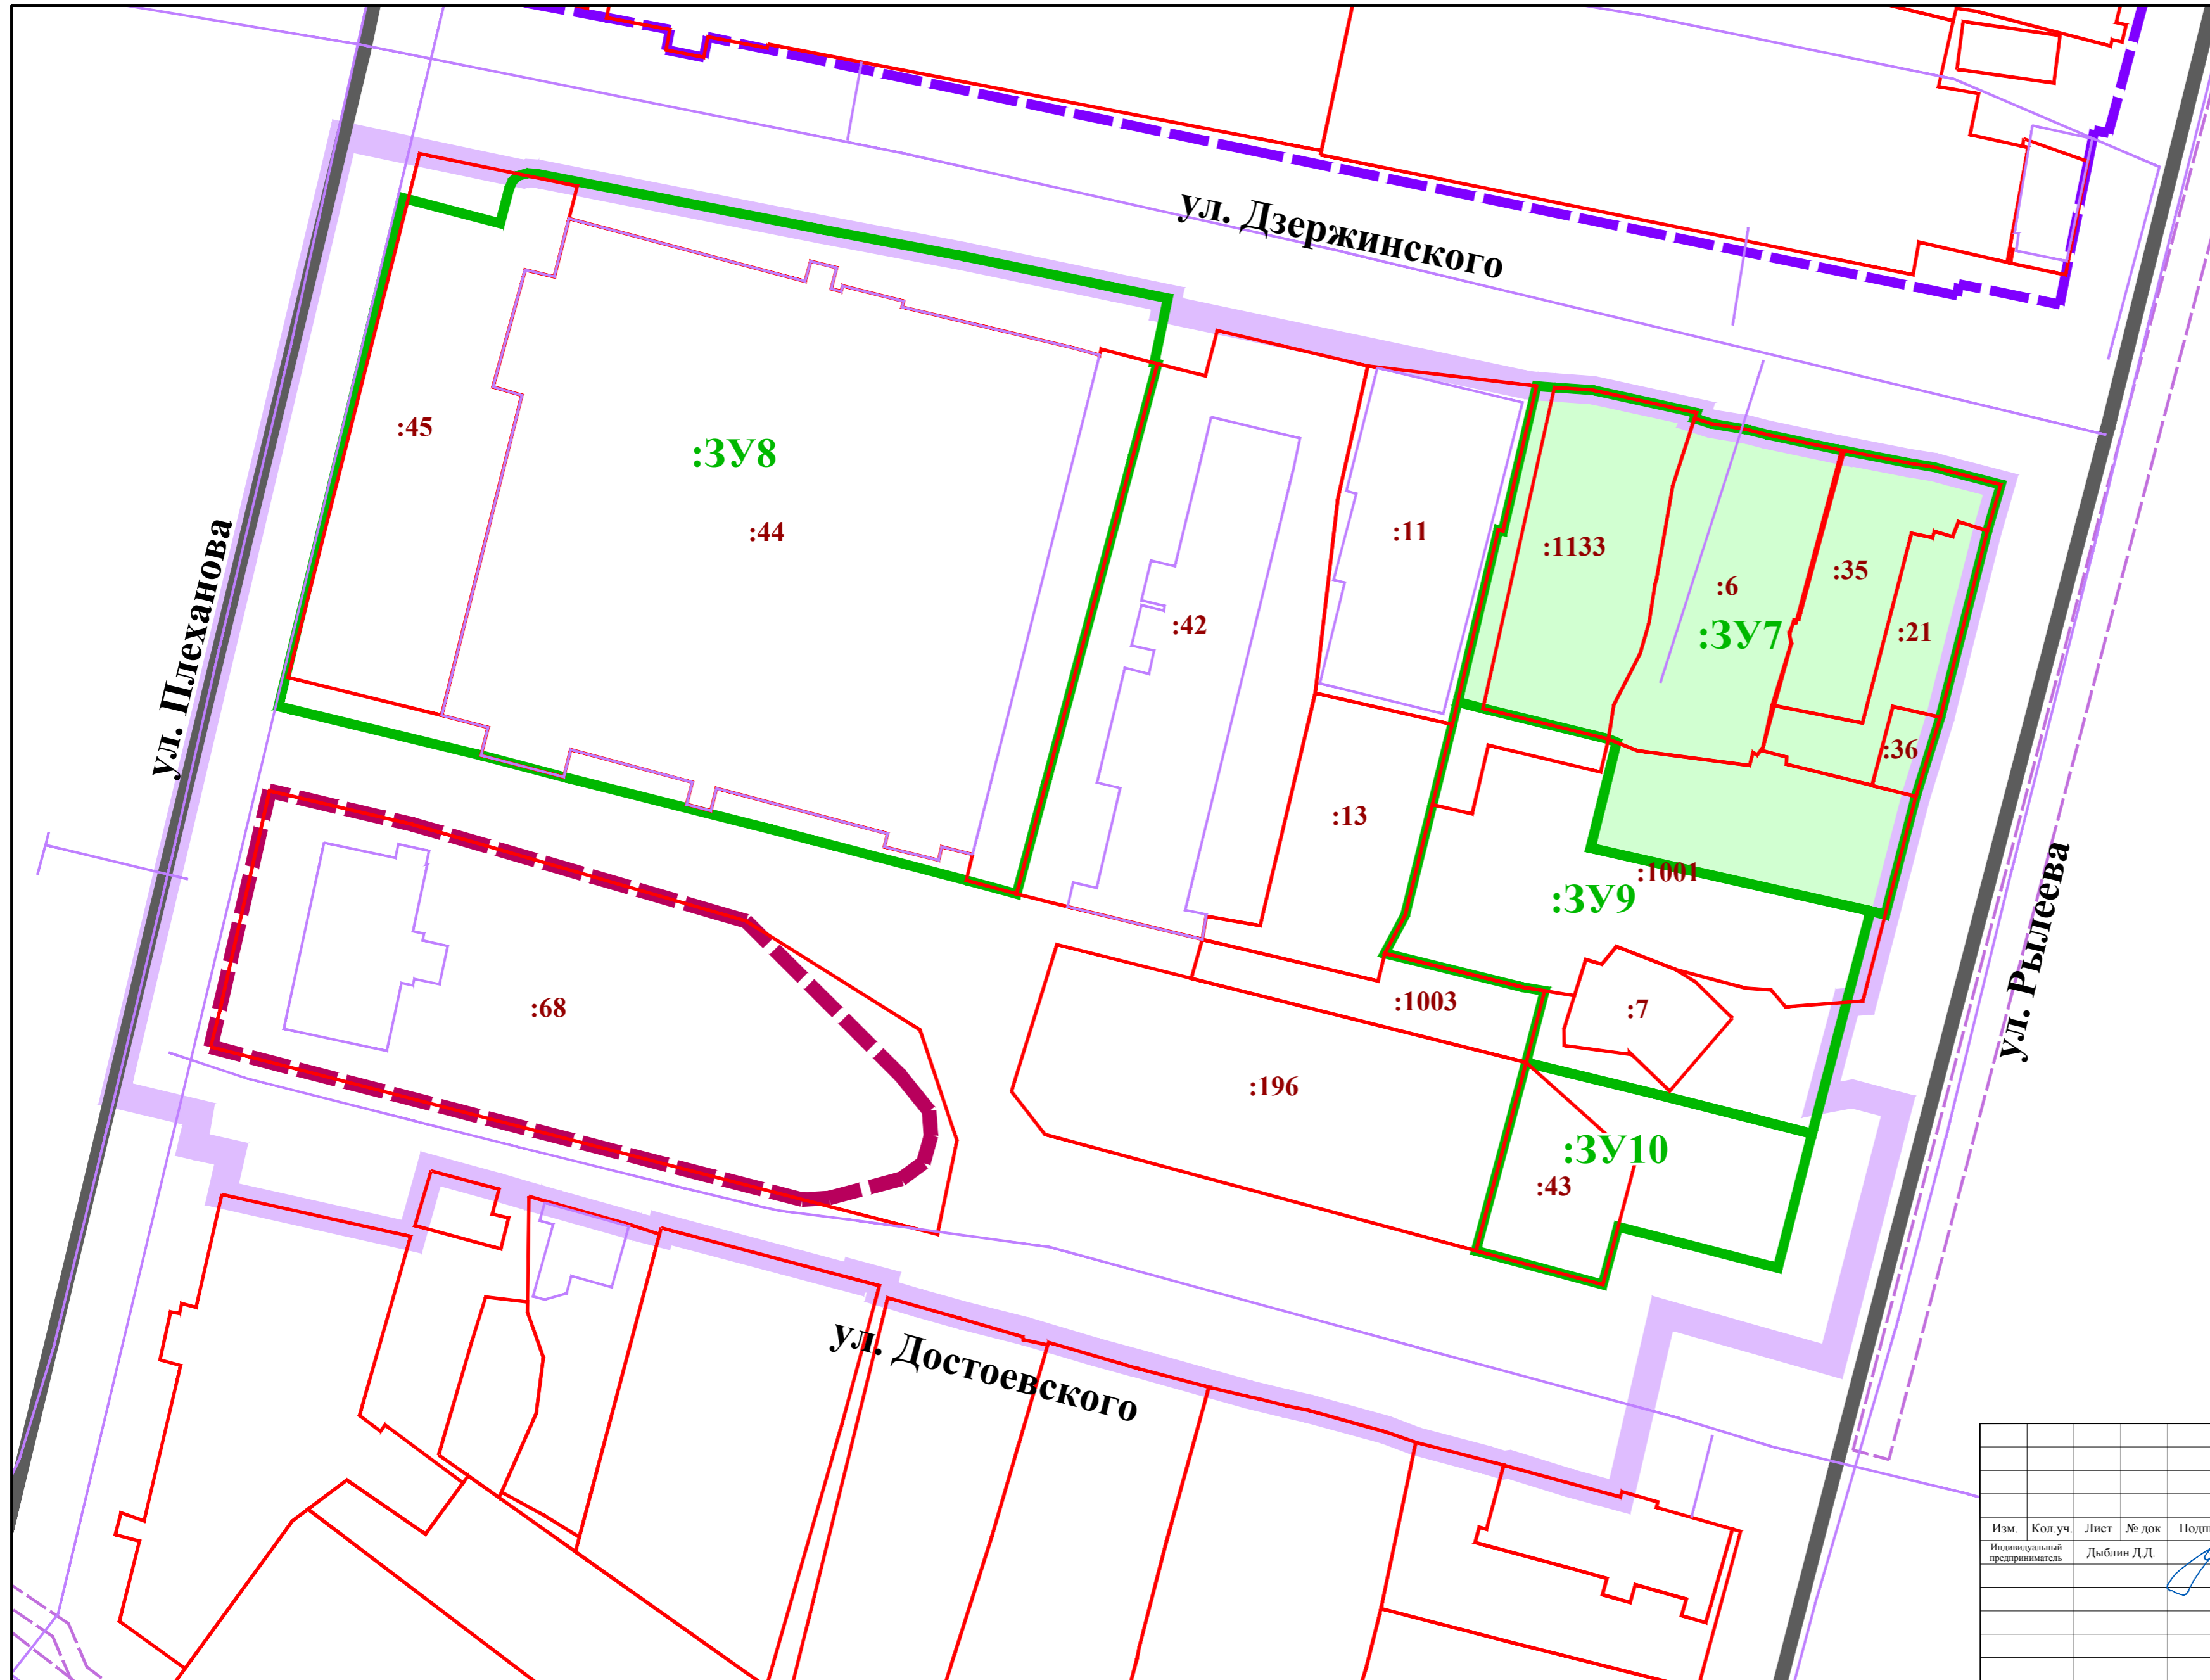 ул. Дзержинского
:45
:ЗУ8
:44
:11
:1133
:6
:35
:ЗУ7
:21
:42
:36
ул. Плеханова
:13
:1001
:ЗУ9
ул. Рылеева
:68
:1003
:7
:196
:ЗУ10
:43
ул. Достоевского
Изм. Кол.уч. Лист № док
Индивидуальный
предприниматель
Дыблин Д.Д.